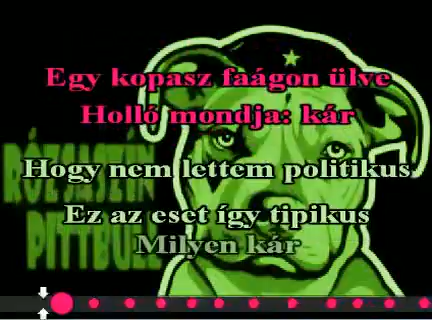 Egy kopasz faágon ülve
Holló mondja: kár
RÓZSASZÍN
PITTBULL
Hogy nem lettem politikus
Ez az eset így tipikus
Milyen kár